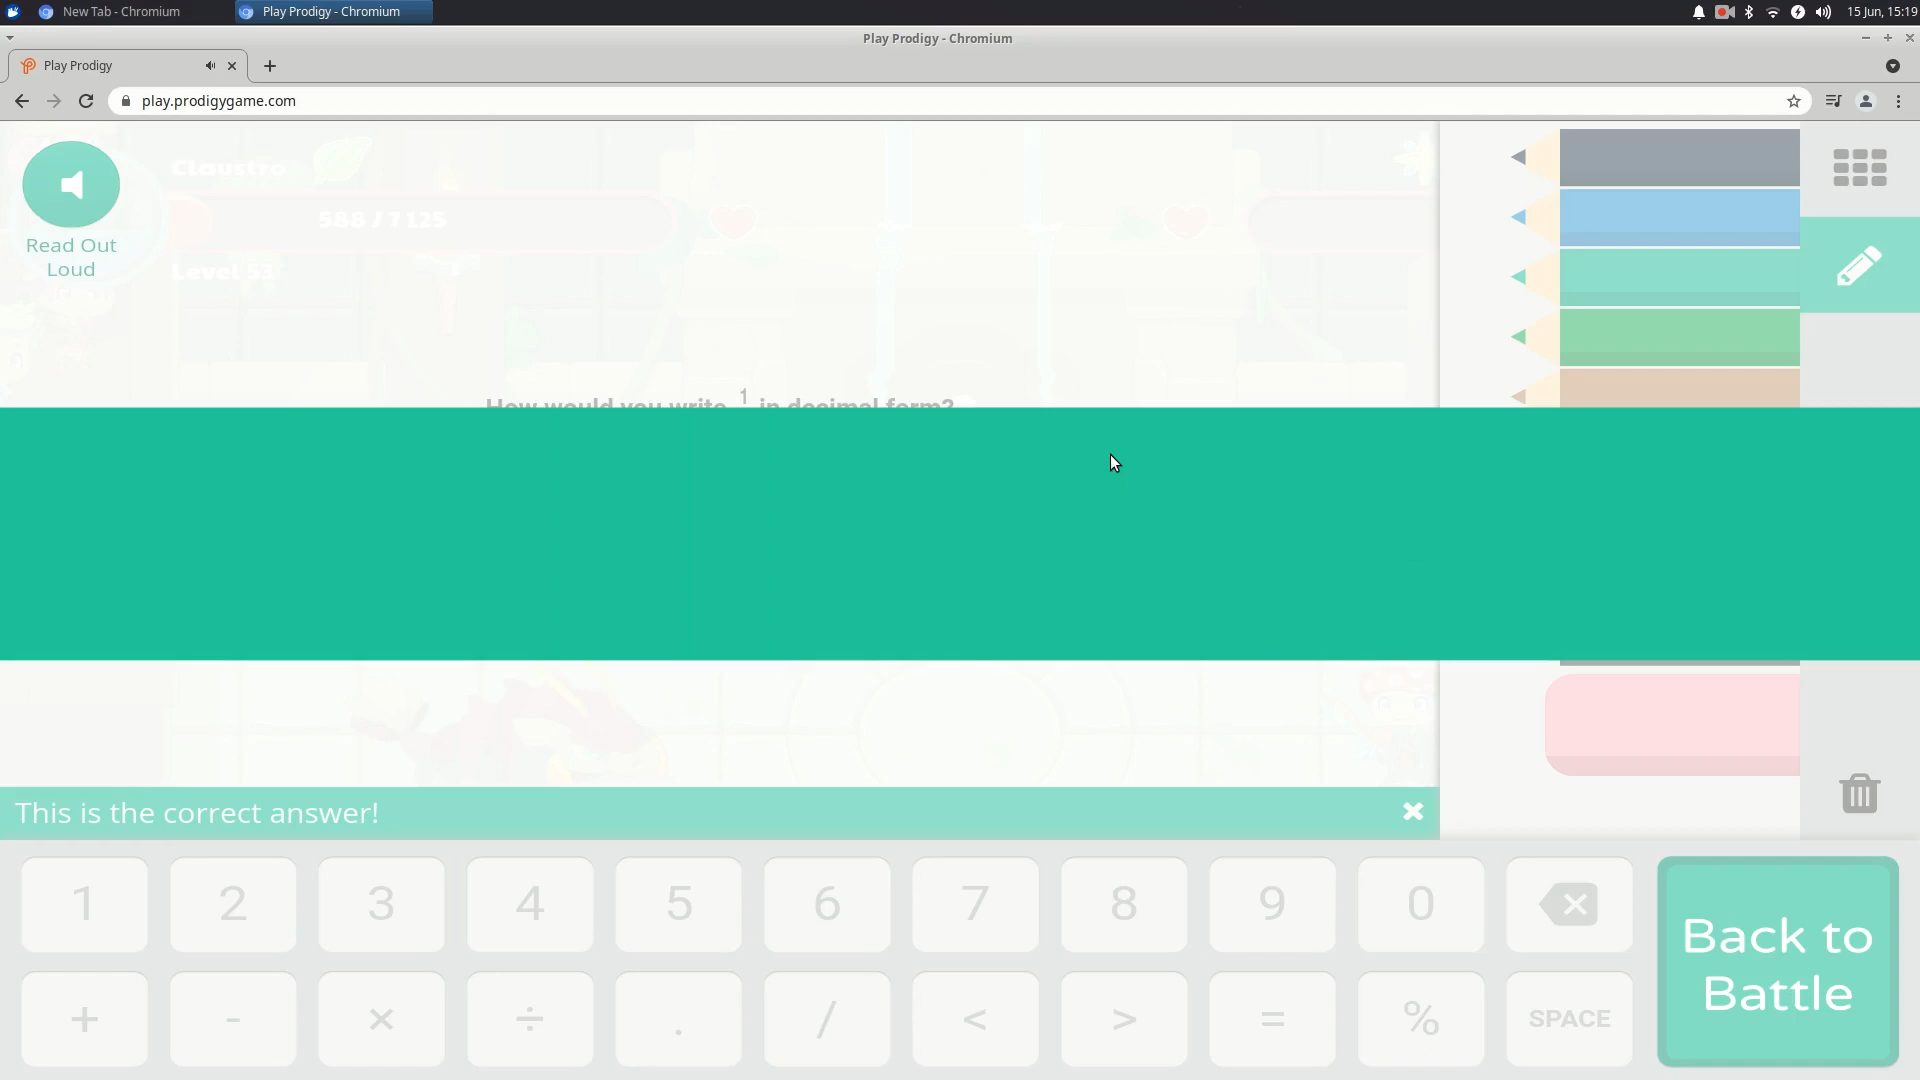 New Tab - Chromium
Play Prodigy - Chromium
15 Jun, 15:19
Play Prodigy - Chromium
Play Prodigy
play.prodigygame.com
Claustro
588 / 7125
Level 53
Read Out
Loud
How would you write 1 in decimal form?
This is the correct answer!
1 2 3 4 5 6 7 8 9 0
+ - × ÷ . / < > = % SPACE
Back to
Battle